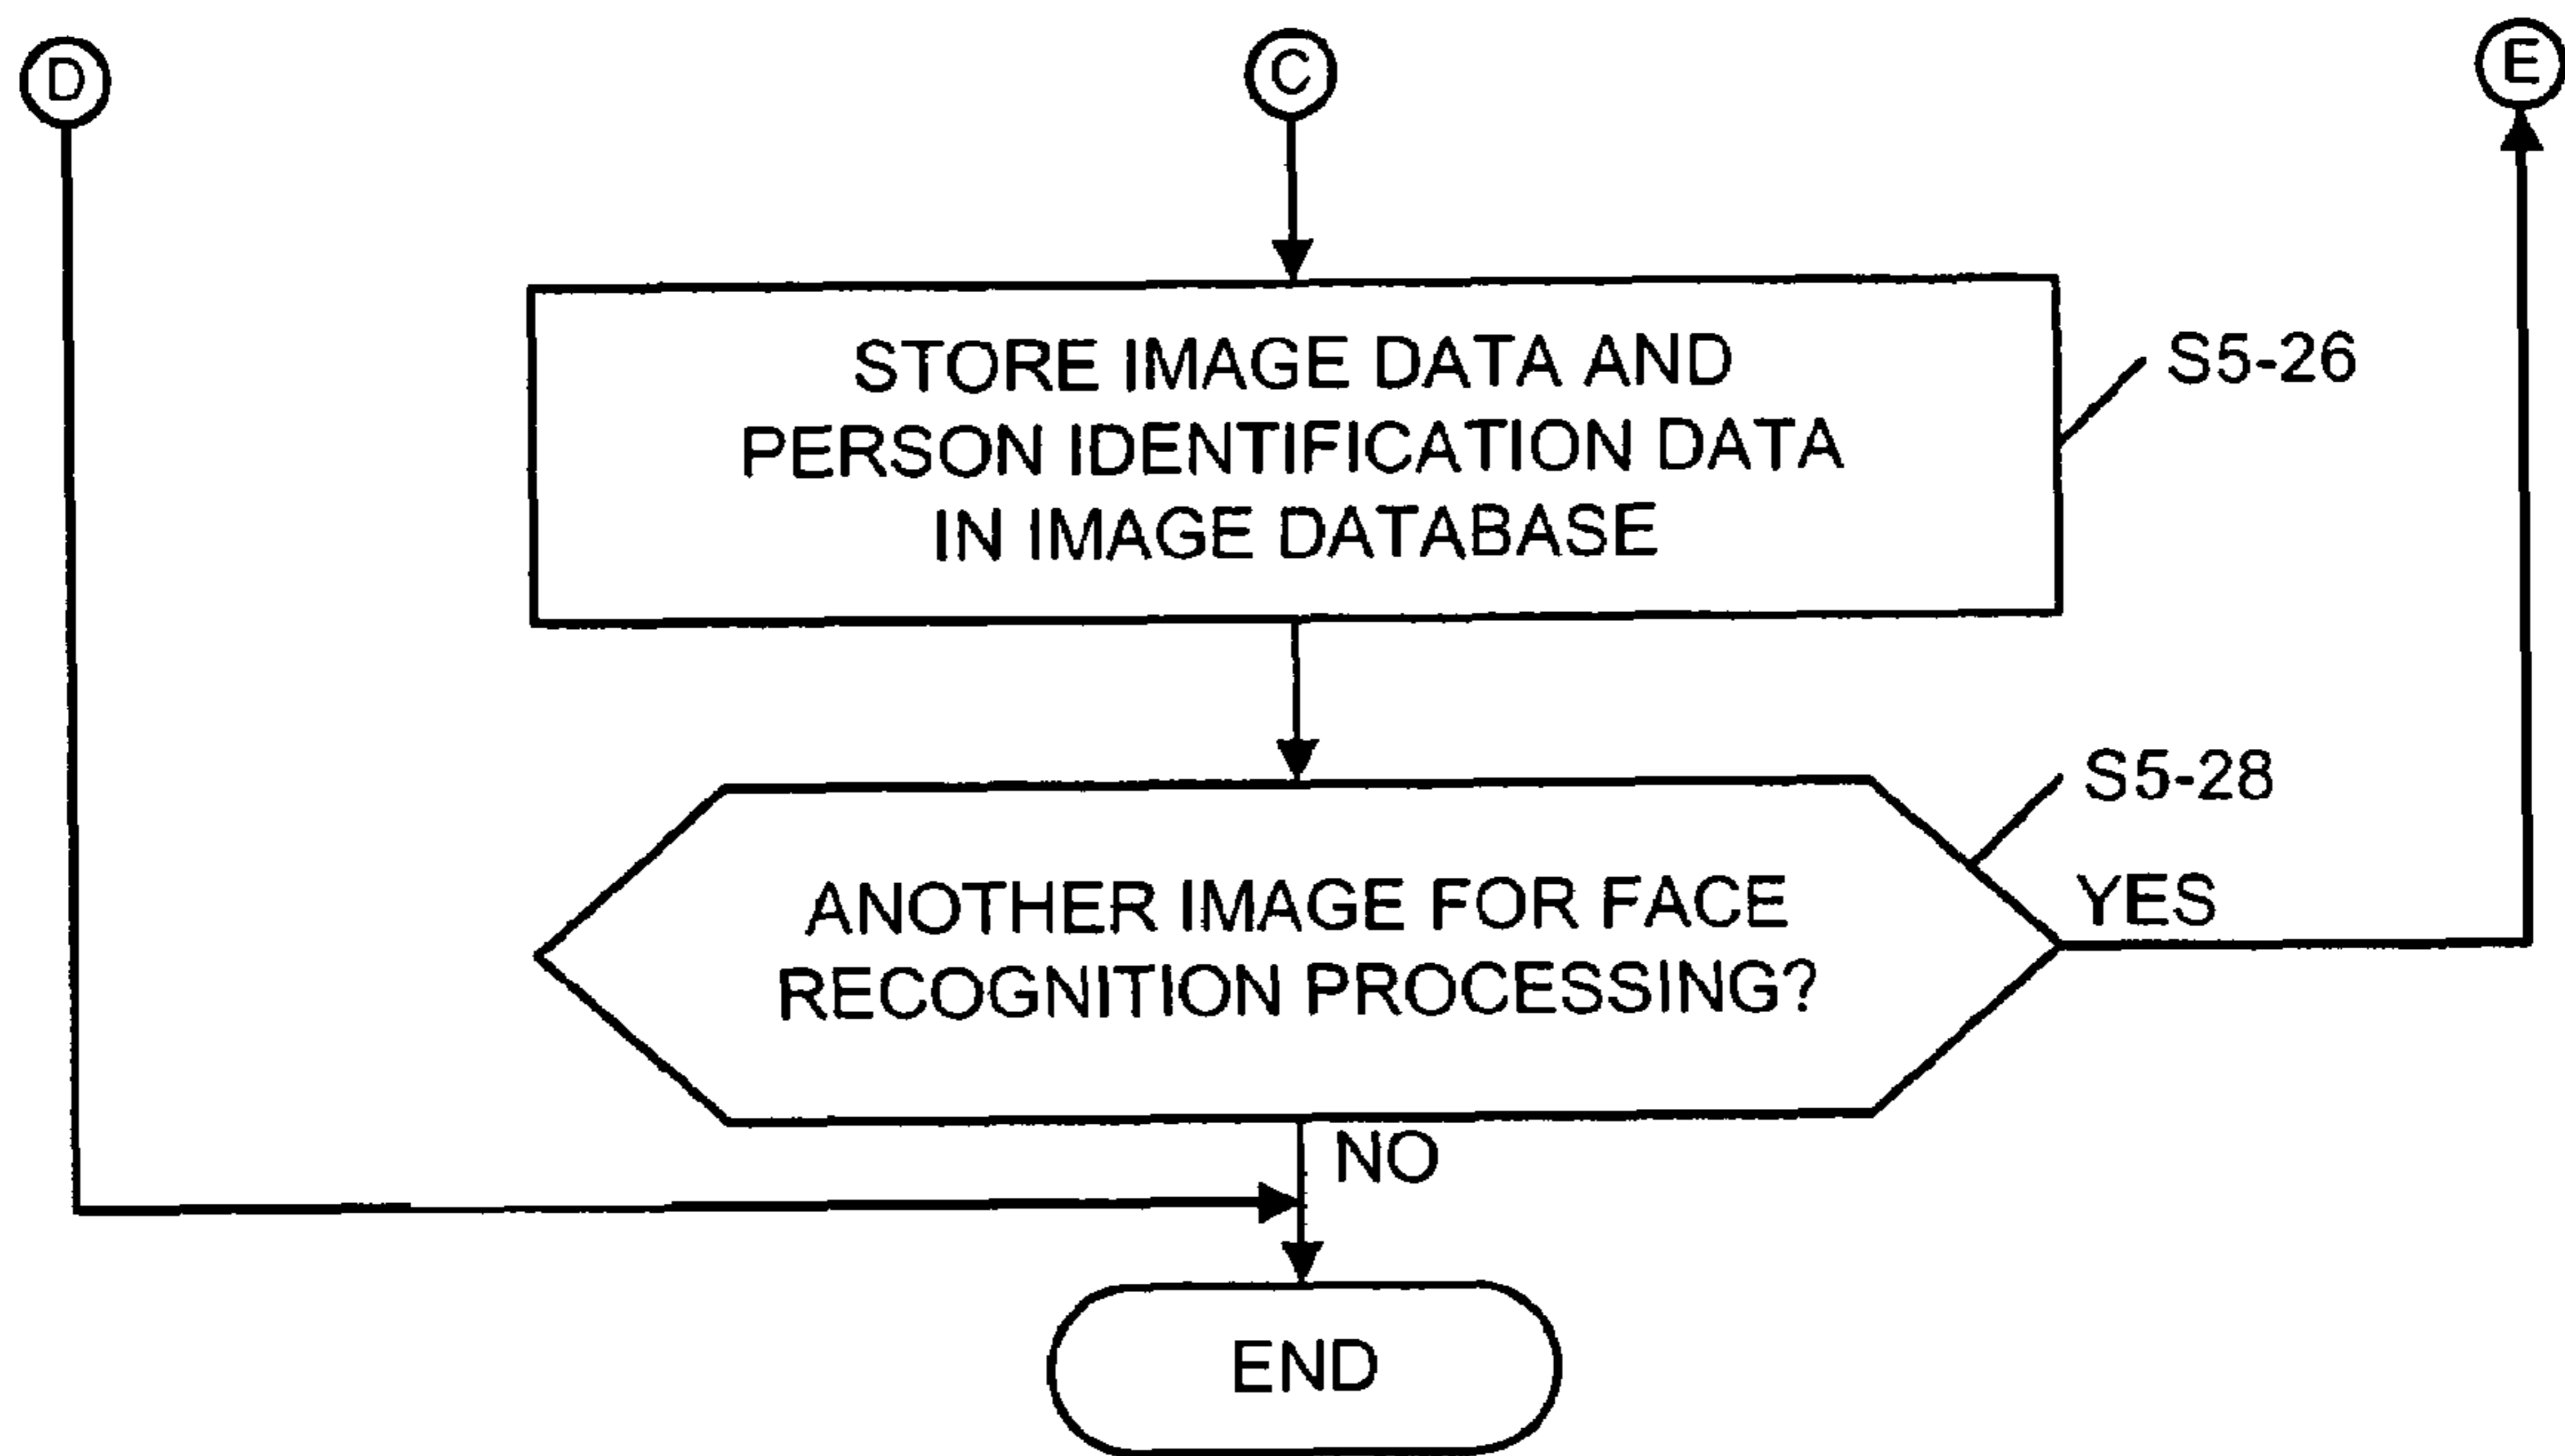 D
C
E
STORE IMAGE DATA AND
PERSON IDENTIFICATION DATA
IN IMAGE DATABASE
S5-26
S5-28
ANOTHER IMAGE FOR FACE
RECOGNITION PROCESSING?
YES
NO
END